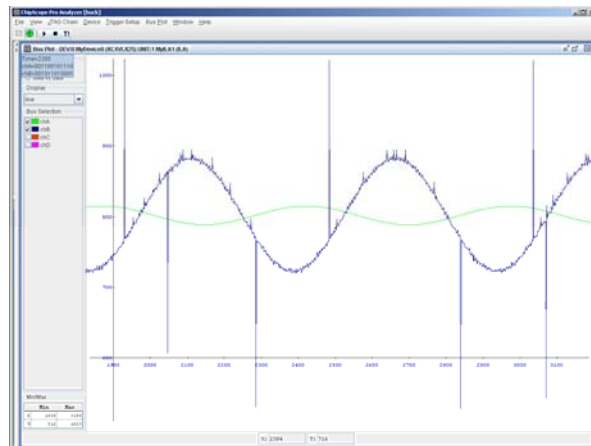 ChipScope Pro Analyzer [buck]
File View JTAG Chain Device Trigger Setup Bus Plot Window Help
T!
Display
line
Bus Selection
chA
chB
chC
chD
Min/Max
Min Max
X
Y
1000
900
800
700
600
1900 2000 2100 2200 2300 2400 2500 2600 2700 2800 2900 3000 3100
X: 2384 Y: 716